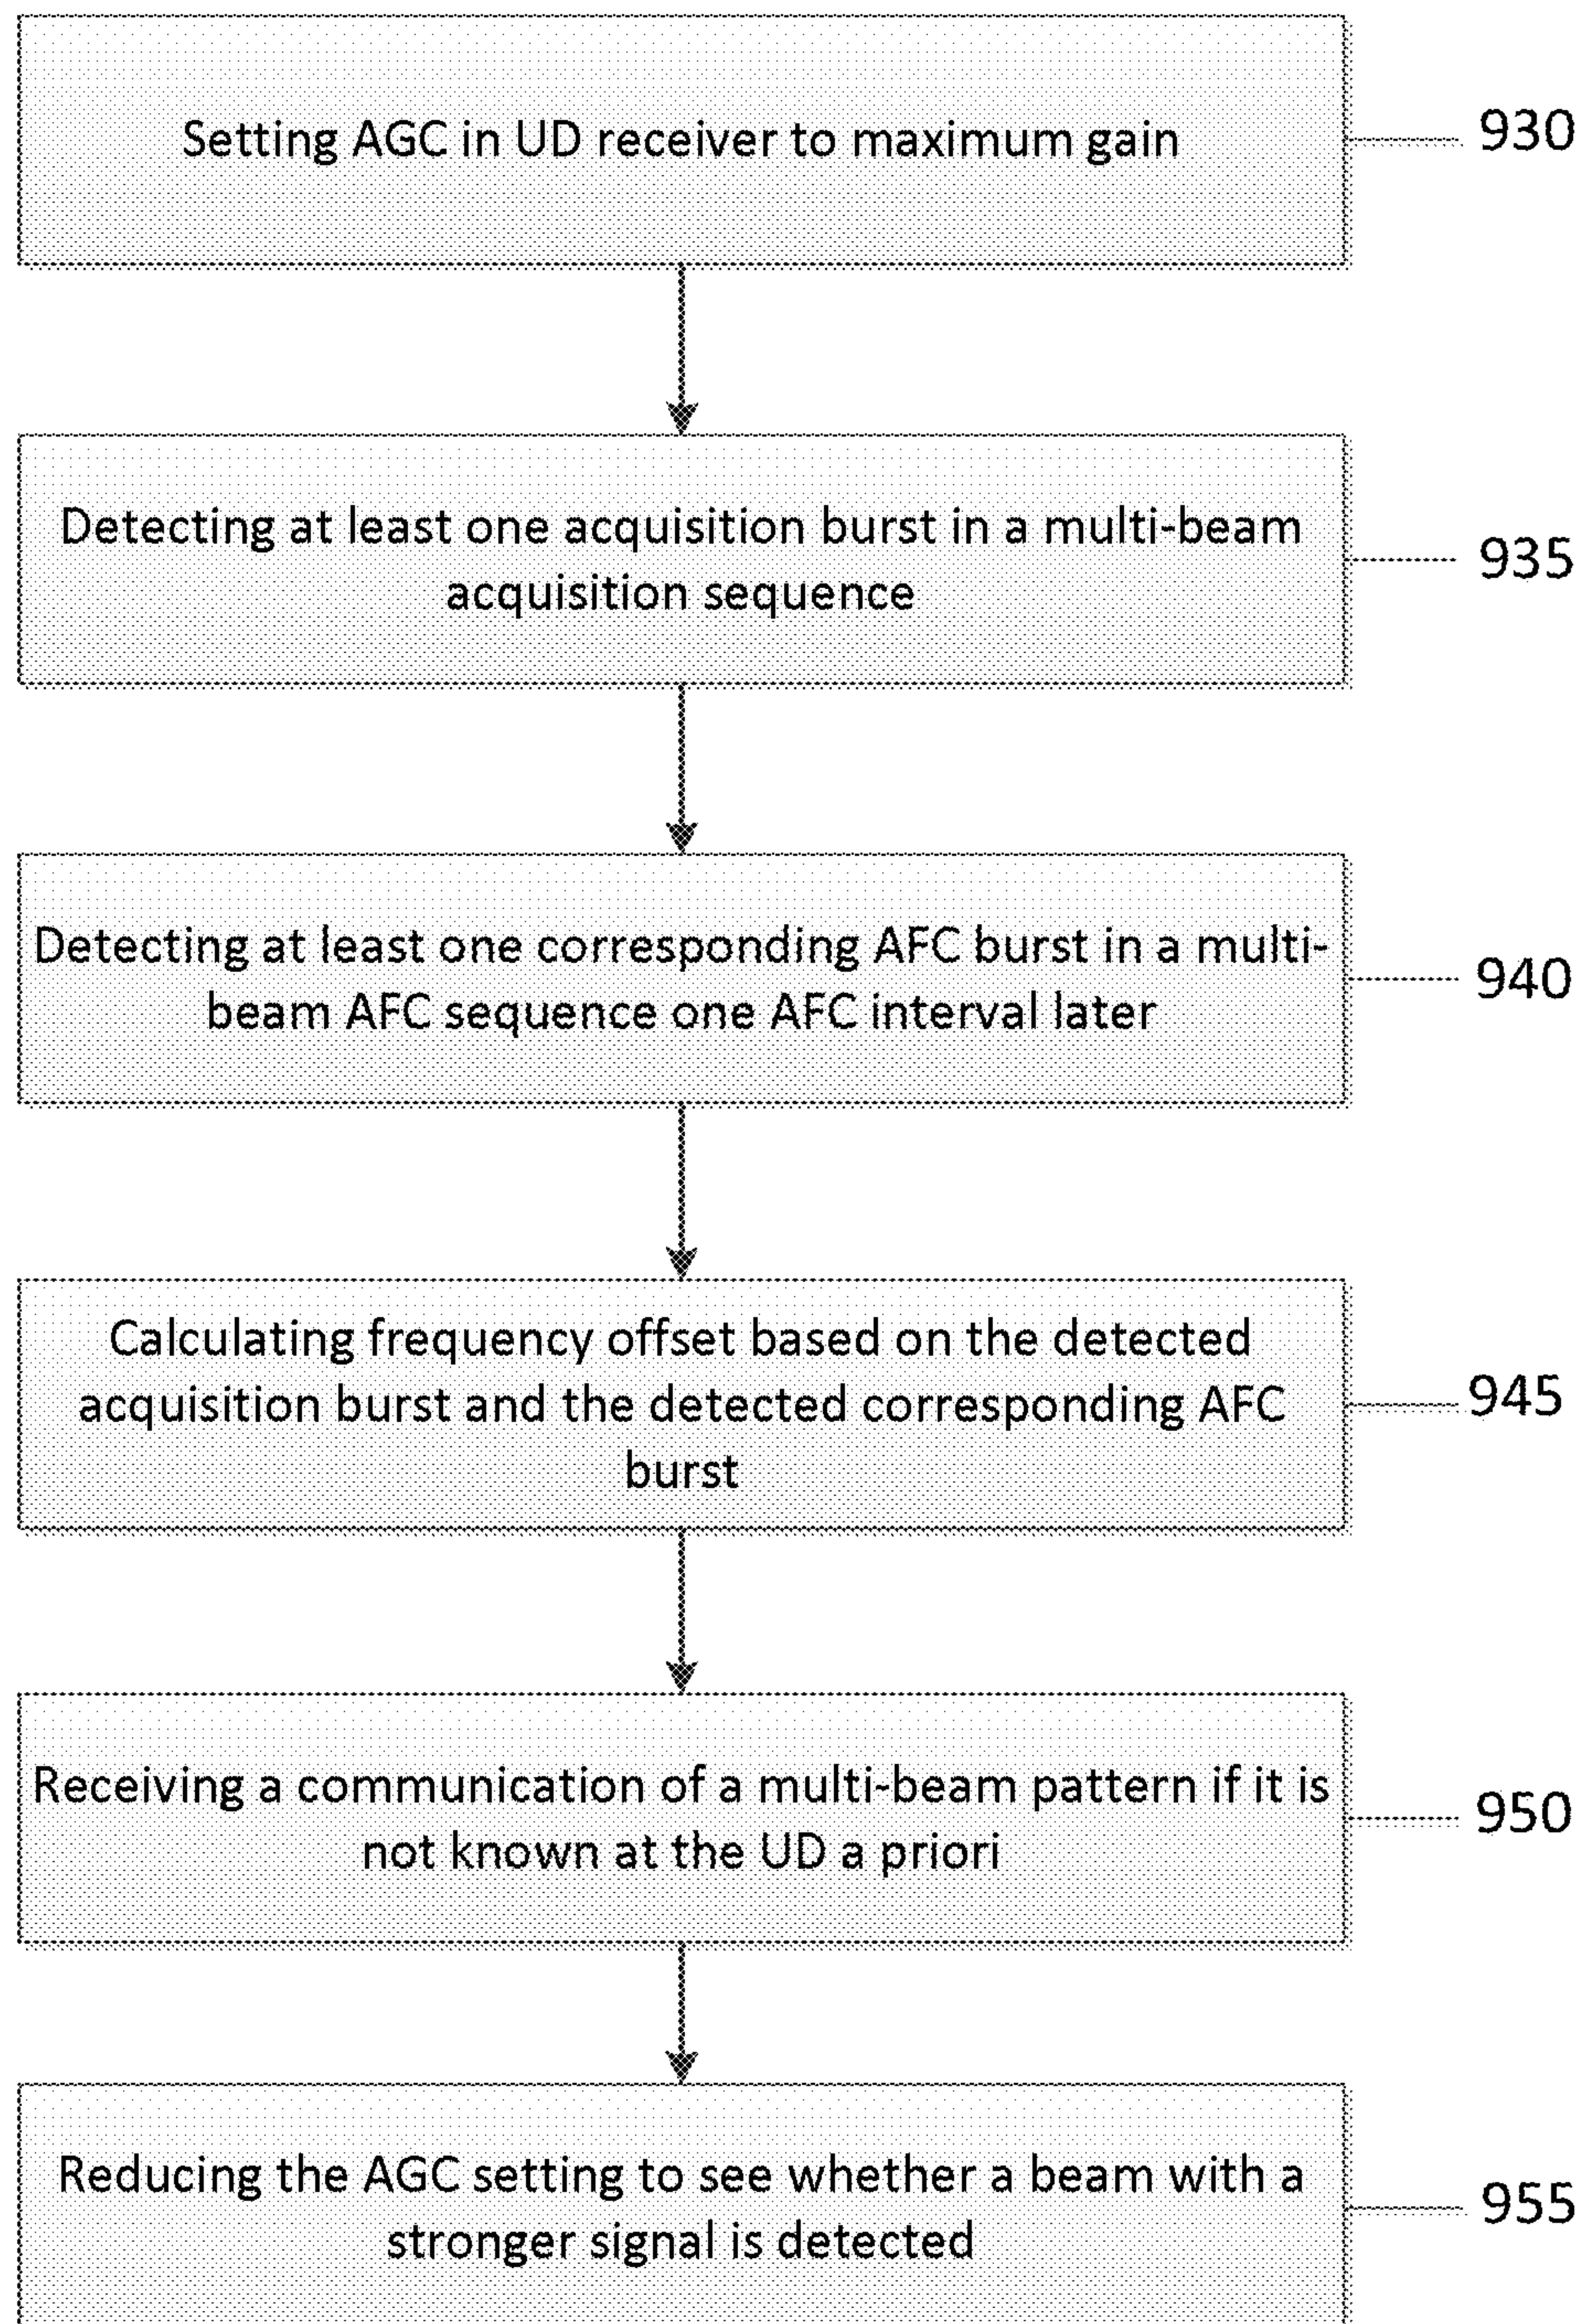 Setting AGC in UD receiver to maximum gain
930
Detecting at least one acquisition burst in a multi-beam
acquisition sequence
935
Detecting at least one corresponding AFC burst in a multi-
beam AFC sequence one AFC interval later
940
Calculating frequency offset based on the detected
acquisition burst and the detected corresponding AFC
burst
945
Receiving a communication of a multi-beam pattern if it is
not known at the UD a priori
950
Reducing the AGC setting to see whether a beam with a
stronger signal is detected
955